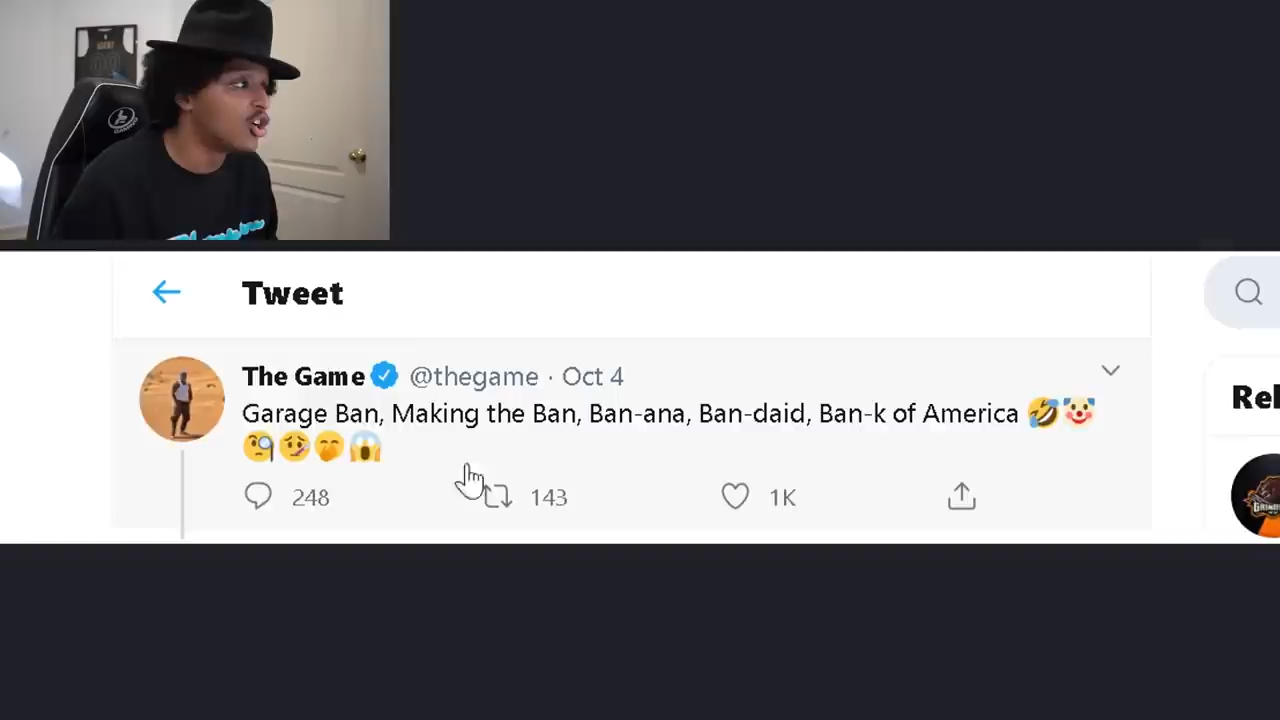 GAMING
Tweet
The Game @thegame · Oct 4
Garage Ban, Making the Ban, Ban-ana, Ban-daid, Ban-k of America 🤣🤡
🧐🤒🤭😱
248 143 1K
Rel